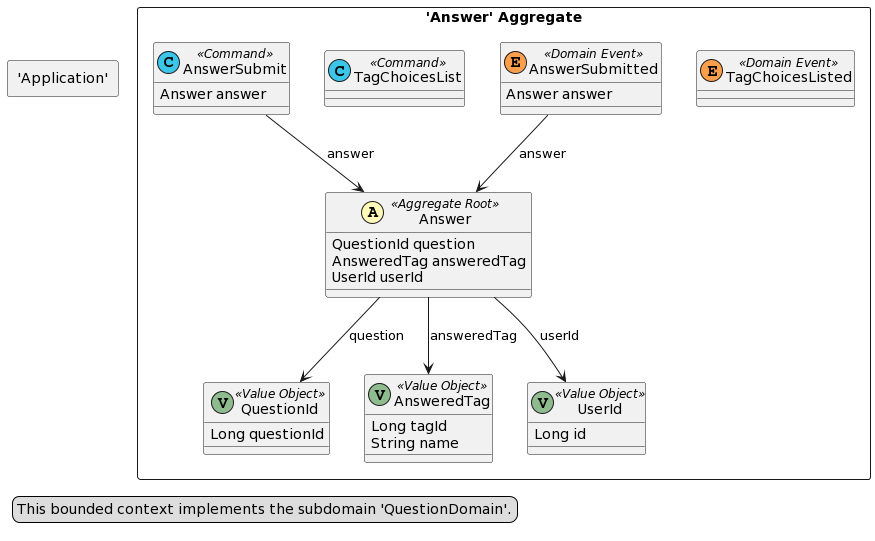 'Answer' Aggregate
'Application'
C
«Command»
AnswerSubmit
Answer answer
C
«Command»
TagChoicesList
E
«Domain Event»
AnswerSubmitted
Answer answer
E
«Domain Event»
TagChoicesListed
answer
answer
A
«Aggregate Root»
Answer
QuestionId question
AnsweredTag answeredTag
UserId userId
question
answeredTag
userId
V
«Value Object»
QuestionId
Long questionId
V
«Value Object»
AnsweredTag
Long tagId
String name
V
«Value Object»
UserId
Long id
This bounded context implements the subdomain 'QuestionDomain'.